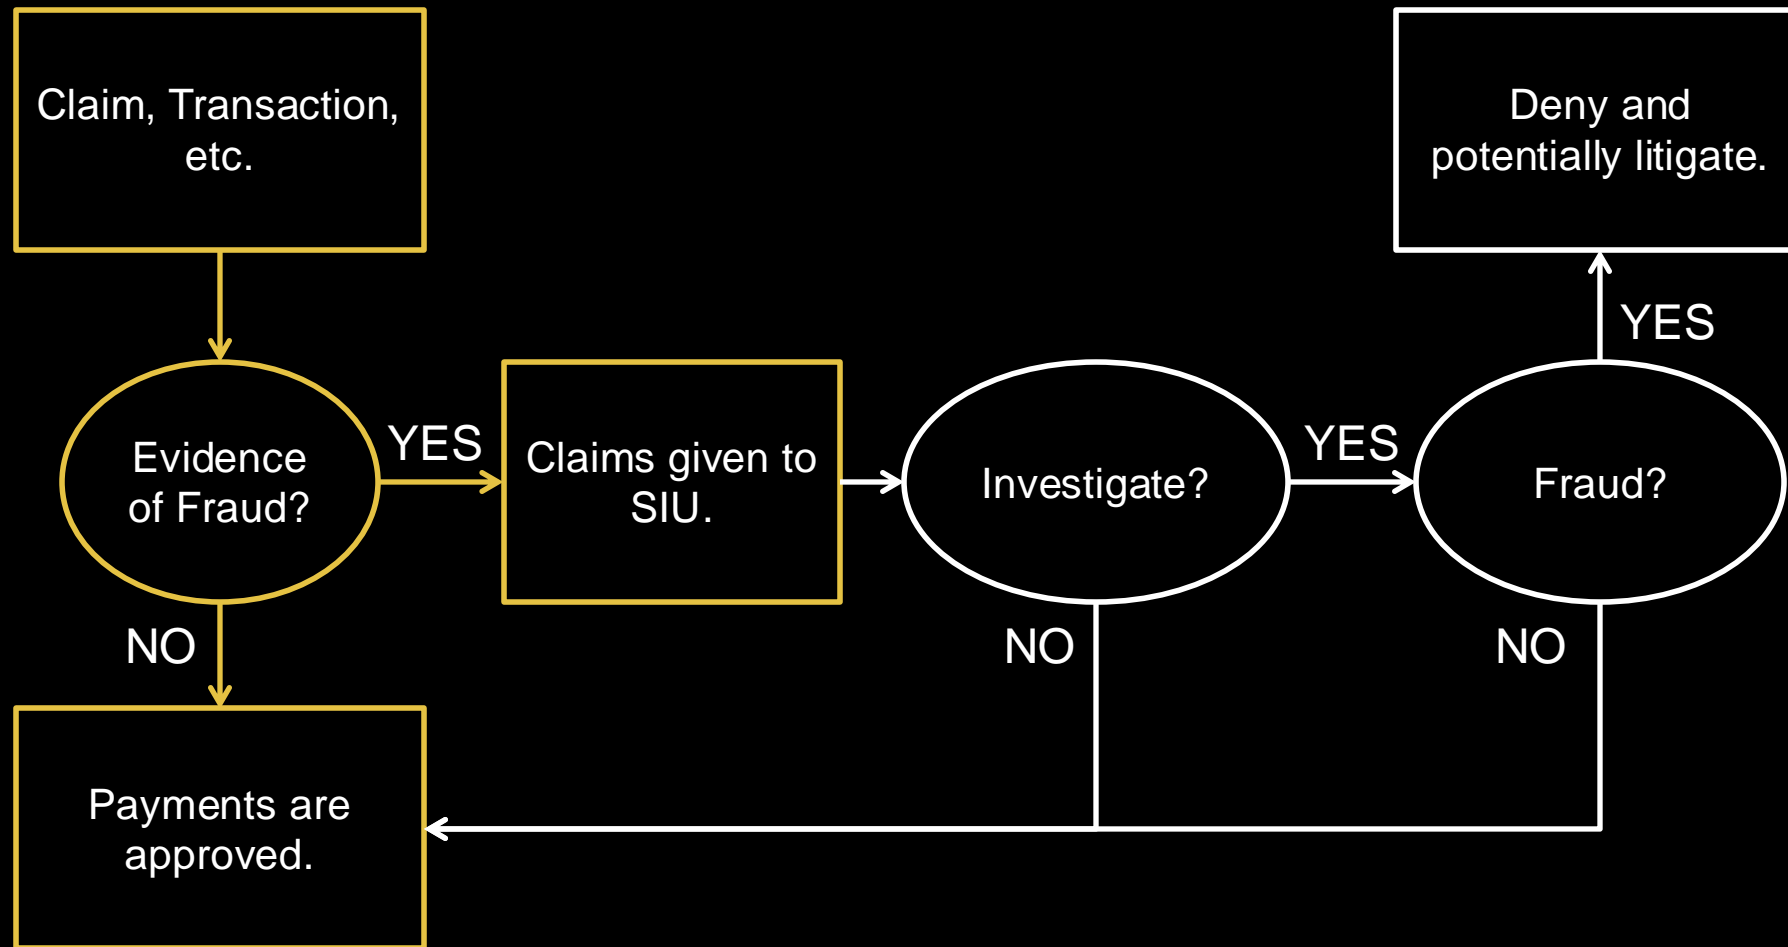 Claim, Transaction,
etc.
Deny and
potentially litigate.
YES
Evidence
of Fraud?
YES
Claims given to
SIU.
Investigate?
YES
Fraud?
NO
NO
NO
Payments are
approved.